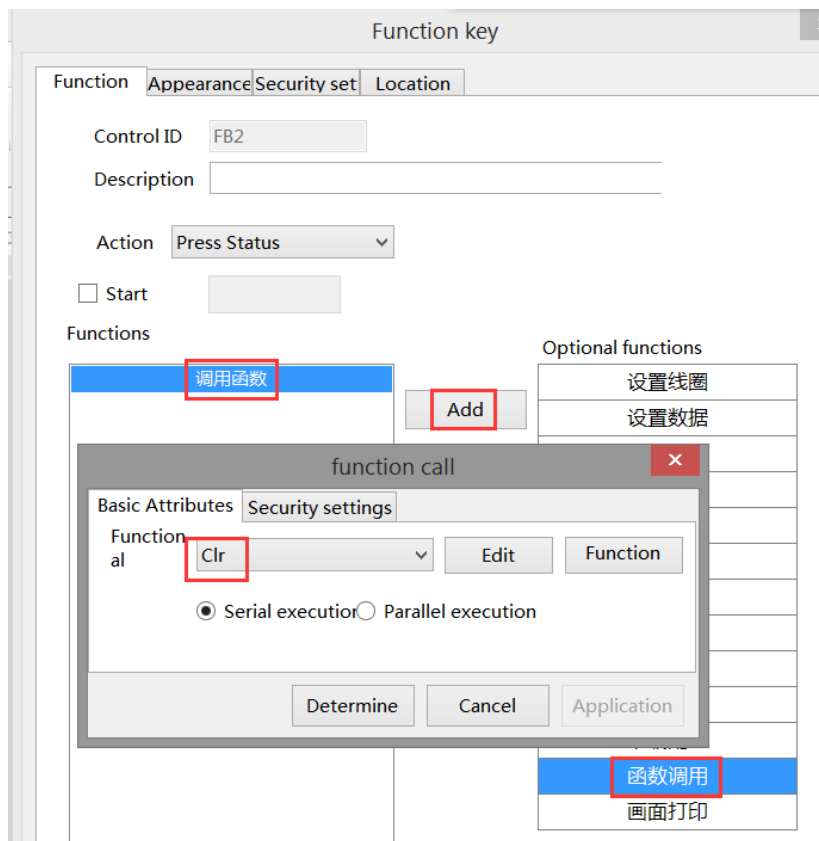 Function key
Function Appearance Security set Location
Control ID FB2
Description
Action Press Status
Start
Functions
Optional functions
调用函数
Add
设置线圈
设置数据
function call
Basic Attributes Security settings
Function
al
Clr
Edit
Function
Serial execution
Parallel execution
Determine
Cancel
Application
函数调用
画面打印